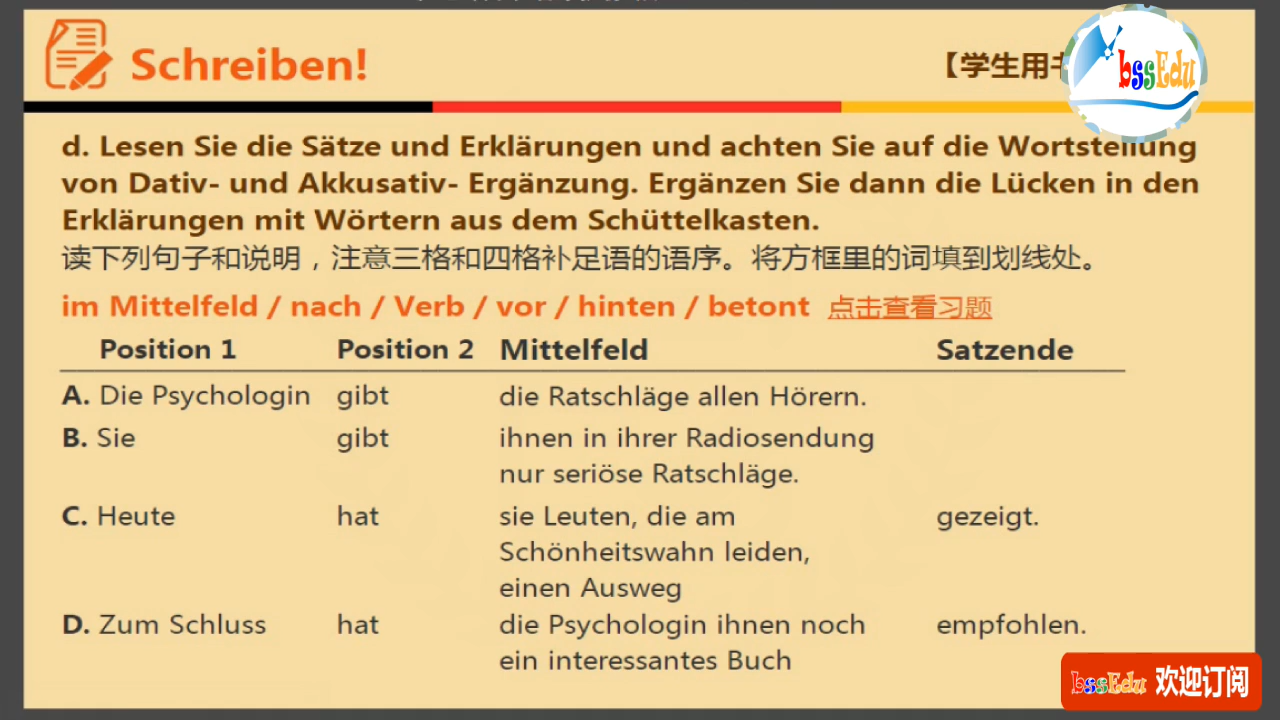 Schreiben!
【学生用书
bssEdu
d. Lesen Sie die Sätze und Erklärungen und achten Sie auf die Wortstellung
von Dativ- und Akkusativ- Ergänzung. Ergänzen Sie dann die Lücken in den
Erklärungen mit Wörtern aus dem Schüttelkasten.
读下列句子和说明，注意三格和四格补足语的语序。将方框里的词填到划线处。
im Mittelfeld / nach / Verb / vor / hinten / betont 点击查看习题
Position 1 Position 2 Mittelfeld Satzende
A. Die Psychologin gibt die Ratschläge allen Hörern.
B. Sie gibt ihnen in ihrer Radiosendung
nur seriöse Ratschläge.
C. Heute hat sie Leuten, die am gezeigt.
Schönheitswahn leiden,
einen Ausweg
D. Zum Schluss hat die Psychologin ihnen noch empfohlen.
ein interessantes Buch
bssEdu 欢迎订阅